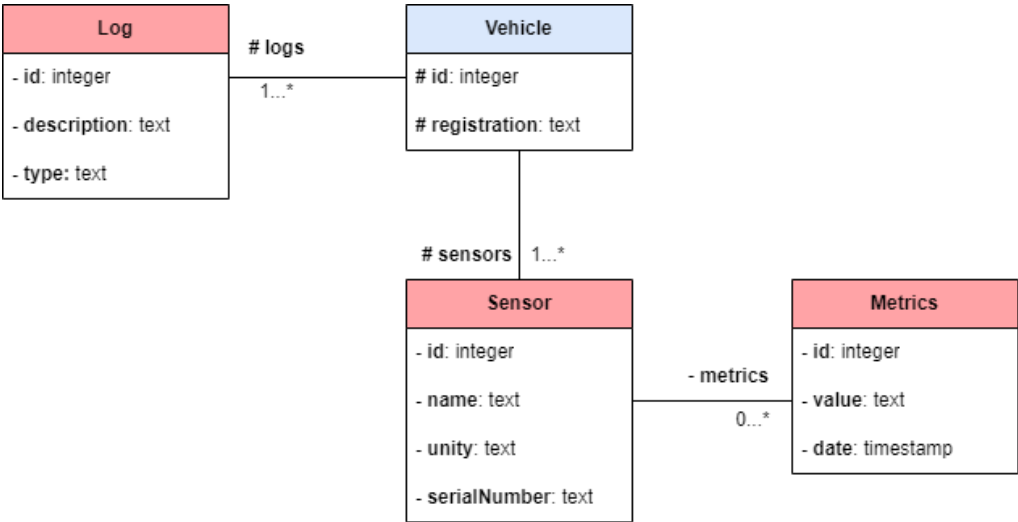 Log
- id: integer
- description: text
- type: text
# logs
1...*
Vehicle
# id: integer
# registration: text
# sensors
1...*
Sensor
- id: integer
- name: text
- unity: text
- serialNumber: text
- metrics
0...*
Metrics
- id: integer
- value: text
- date: timestamp